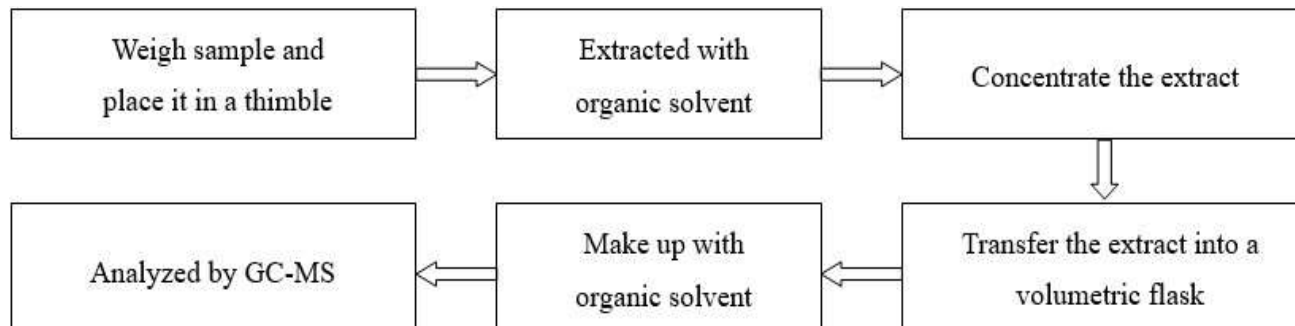 Weigh sample and
place it in a thimble
Extracted with
organic solvent
Concentrate the extract
Transfer the extract into a
volumetric flask
Make up with
organic solvent
Analyzed by GC-MS